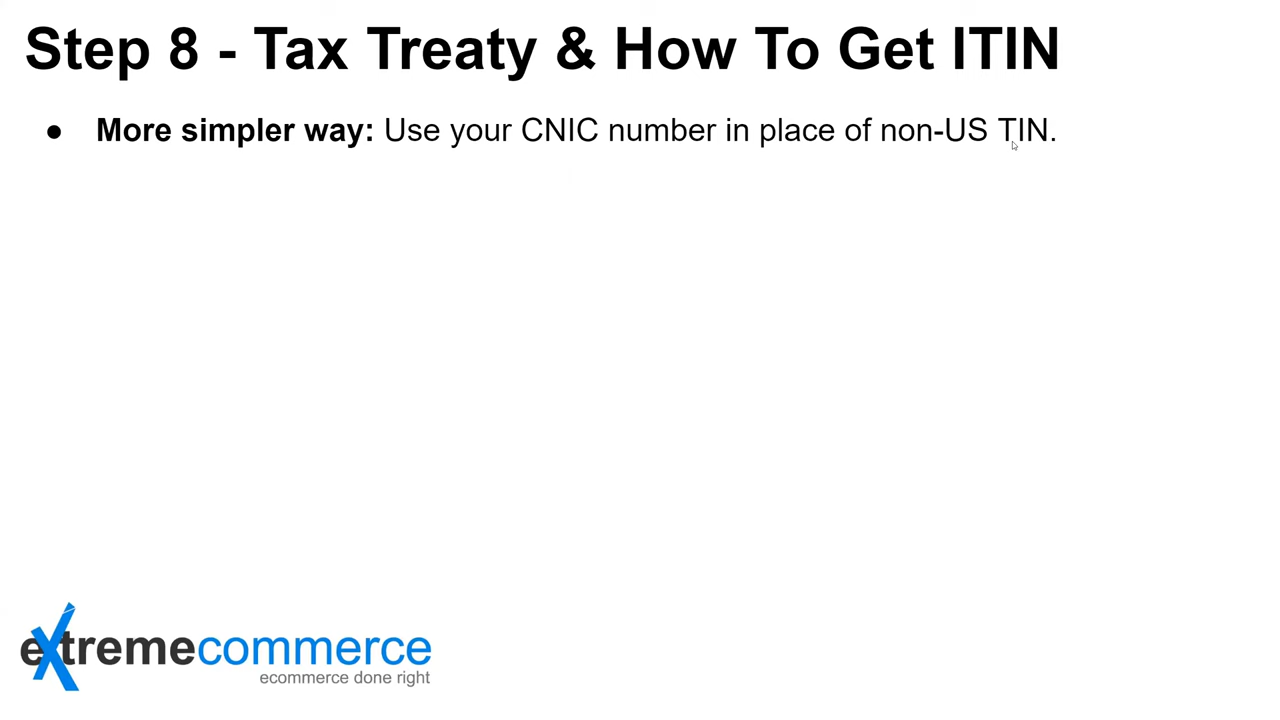 Step 8 - Tax Treaty & How To Get ITIN
● More simpler way: Use your CNIC number in place of non-US TIN.
extremecommerce
ecommerce done right